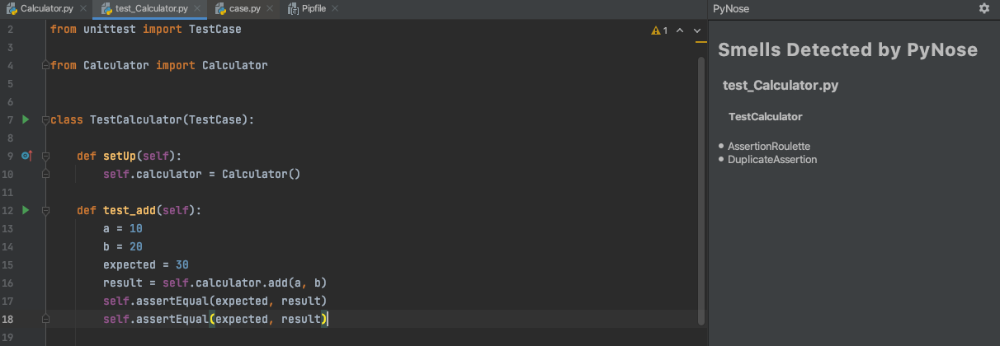 Calculator.py
test_Calculator.py
case.py
Pipfile
PyNose
2 from unittest import TestCase
1
3
4 from Calculator import Calculator
5
6
7 class TestCalculator(TestCase):
8
9 def setUp(self):
10 self.calculator = Calculator()
11
12 def test_add(self):
13 a = 10
14 b = 20
15 expected = 30
16 result = self.calculator.add(a, b)
17 self.assertEqual(expected, result)
18 self.assertEqual(expected, result)
19
Smells Detected by PyNose
test_Calculator.py
TestCalculator
AssertionRoulette
DuplicateAssertion